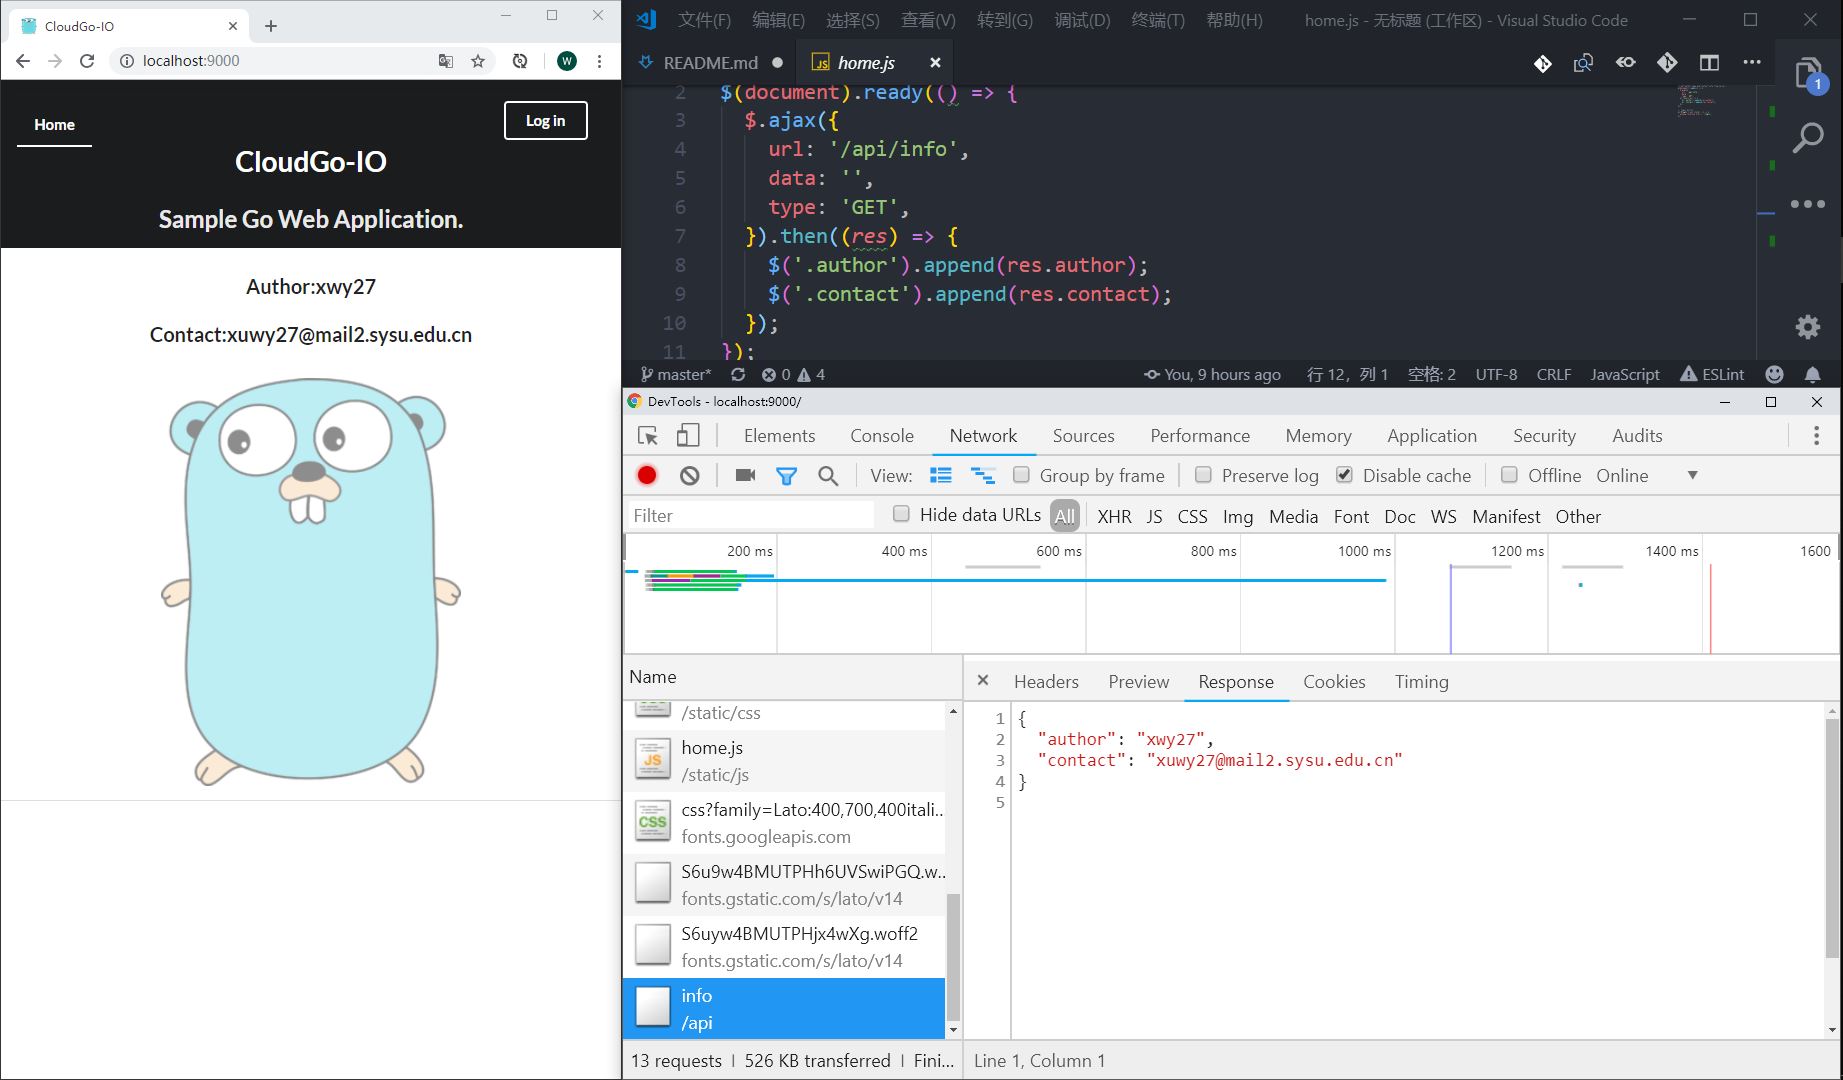 CloudGo-IO
localhost:9000
W
Home
Log in
CloudGo-IO
Sample Go Web Application.
Author:xwy27
Contact:xuwy27@mail2.sysu.edu.cn
文件(F) 编辑(E) 选择(S) 查看(V) 转到(G) 调试(D) 终端(T) 帮助(H) home.js - 无标题 (工作区) - Visual Studio Code
README.md JS home.js
1
2 $(document).ready(() => {
3 $.ajax({
4 url: '/api/info',
5 data: '',
6 type: 'GET',
7 }).then((res) => {
8 $('.author').append(res.author);
9 $('.contact').append(res.contact);
10 });
11 });
master* 0 4 You, 9 hours ago 行 12，列 1 空格: 2 UTF-8 CRLF JavaScript ESLint
DevTools - localhost:9000/
Elements Console Network Sources Performance Memory Application Security Audits
View: Group by frame Preserve log Disable cache Offline Online
Filter Hide data URLs All XHR JS CSS Img Media Font Doc WS Manifest Other
200 ms 400 ms 600 ms 800 ms 1000 ms 1200 ms 1400 ms 1600
Name
/static/css
JS home.js
/static/js
CSS css?family=Lato:400,700,400itali...
fonts.googleapis.com
S6u9w4BMUTPHh6UVSwiPGQ.w...
fonts.gstatic.com/s/lato/v14
S6uyw4BMUTPHjx4wXg.woff2
fonts.gstatic.com/s/lato/v14
info
/api
13 requests | 526 KB transferred | Fini...
Headers Preview Response Cookies Timing
1 {
2 "author": "xwy27",
3 "contact": "xuwy27@mail2.sysu.edu.cn"
4 }
5
Line 1, Column 1